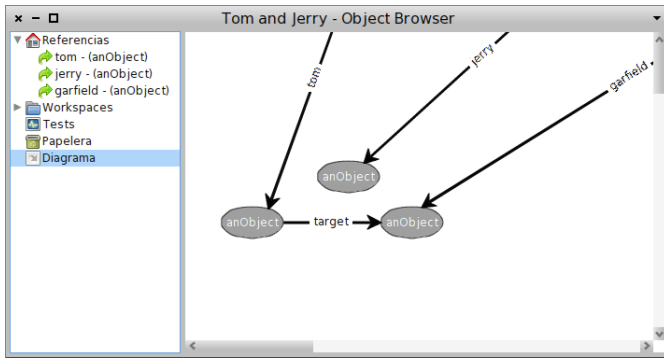 Tom and Jerry - Object Browser
Referencias
tom - (anObject)
jerry - (anObject)
garfield - (anObject)
Workspaces
Tests
Papelera
Diagrama
tom
jerry
garfield
anObject
anObject
target
anObject